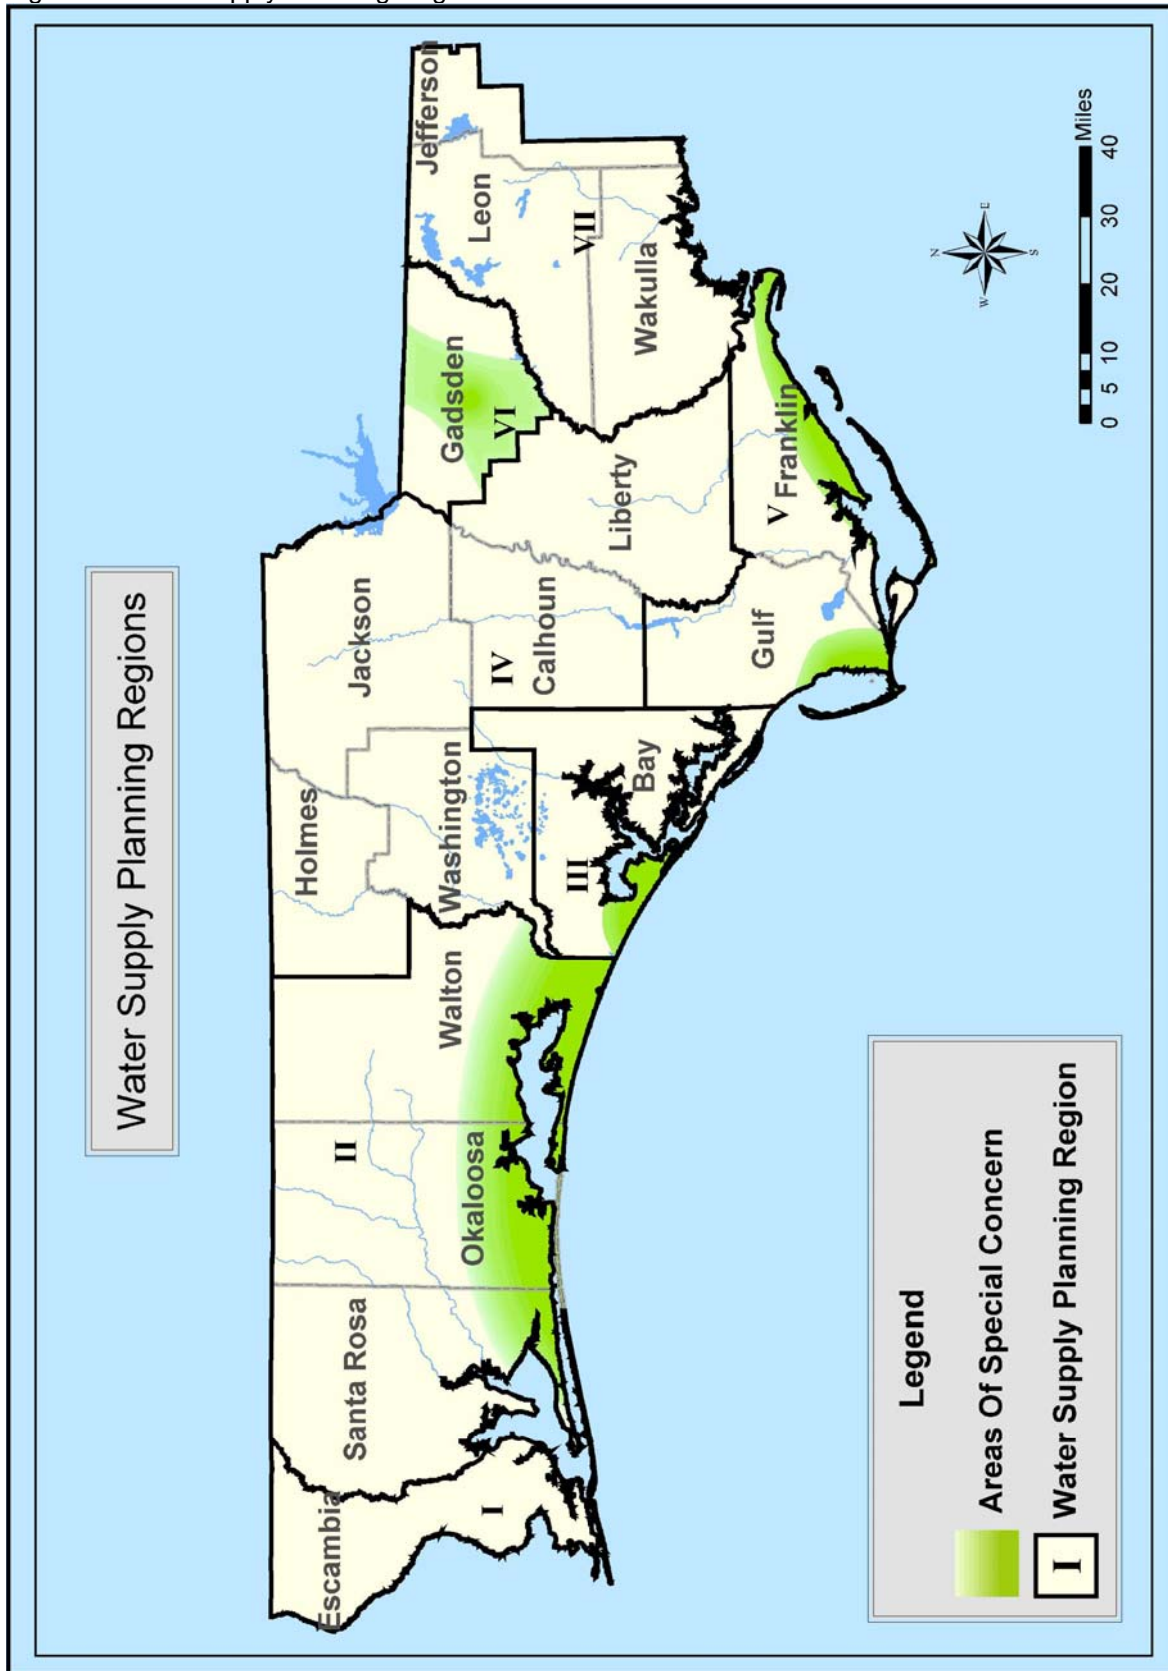 Water Supply Planning Regions
Jefferson
Leon
Gadsden
Jackson
Holmes
VII
Wakulla
VI
Liberty
Calhoun
IV
Washington
Walton
II
Okaloosa
Santa Rosa
Escambia
I
Franklin
V
Gulf
Bay
III
N
E
S
W
0 5 10 20 30 40
Miles
Legend
Areas Of Special Concern
I
Water Supply Planning Region